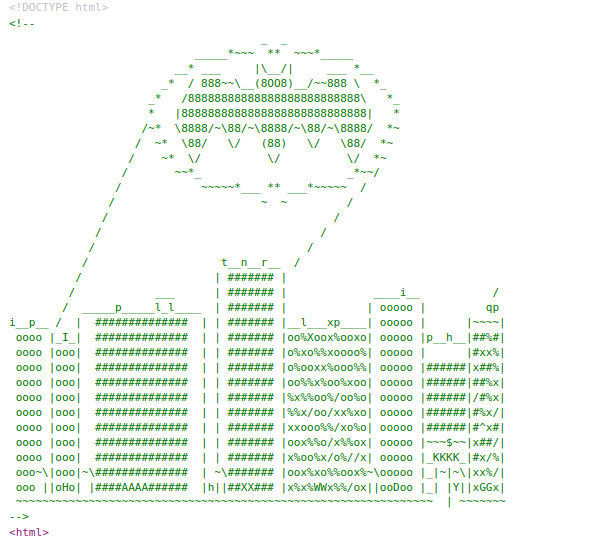 <!DOCTYPE html>
<!--
                                      _  _
                            _____*~~~  **  ~~~*_____
                         __* ___     |\__/|     ___ *__
                       _*  / 888~~\__(8OO8)__/~~888 \  *_
                     _*   /88888888888888888888888888\   *_
                     *   |8888888888888888888888888888|   *
                    /~*  \8888/~\88/~\8888/~\88/~\8888/  *~
                   /  ~*  \88/   \/   (88)   \/   \88/  *~
                  /    ~*  \/          \/          \/  *~
                 /       ~~*_                      _*~~/
                /            ~~~~~*___ ** ___*~~~~~  /
               /                      ~  ~         /
              /                                  /
             /                                 /
            /                                /
           /                    t__n__r__  /
          /                    | ####### |
         /            ___      | ####### |             ____i__           /
        /  _____p_____l_l____  | ####### |            | ooooo |         qp
i__p__ /  |  ##############  | | ####### |__l___xp____| ooooo |      |~~~~|
 oooo |_I_|  ##############  | | ####### |oo%Xoox%ooxo| ooooo |p__h__|##%#|
 oooo |ooo|  ##############  | | ####### |o%xo%%xoooo%| ooooo |      |#xx%|
 oooo |ooo|  ##############  | | ####### |o%ooxx%ooo%%| ooooo |######|x##%|
 oooo |ooo|  ##############  | | ####### |oo%%x%oo%xoo| ooooo |######|##%x|
 oooo |ooo|  ##############  | | ####### |%x%%oo%/oo%o| ooooo |######|/#%x|
 oooo |ooo|  ##############  | | ####### |%%x/oo/xx%xo| ooooo |######|#%x/|
 oooo |ooo|  ##############  | | ####### |xxooo%%/xo%o| ooooo |######|#^x#|
 oooo |ooo|  ##############  | | ####### |oox%%o/x%%ox| ooooo |~~~$~~|x##/|
 oooo |ooo|  ##############  | | ####### |x%oo%x/o%//x| ooooo |_KKKK_|#x/%|
 ooo~\|ooo|~\##############  | ~\####### |oox%xo%%oox%~\ooooo |_|~|~\|xx%/|
 ooo ||oHo| |####AAAA######  |h||##XX### |x%x%WWx%%/ox||ooDoo |_| |Y||xGGx|
 ~~~~~~~~~~~~~~~~~~~~~~~~~~~~~~~~~~~~~~~~~~~~~~~~~~~~~~~~~~~~~~~  | ~~~~~~~
-->
<html>